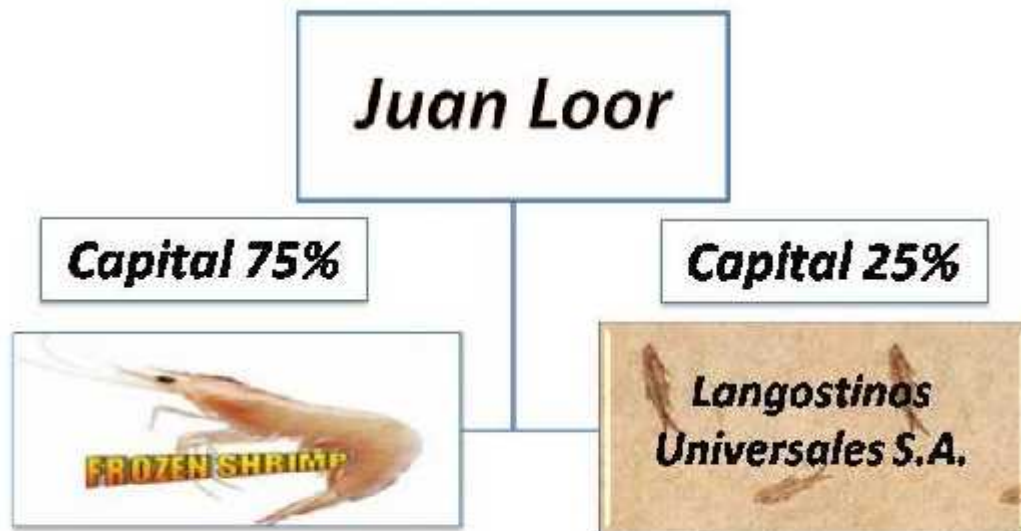 Juan Loor
Capital 75%
Capital 25%
FROZEN SHRIMP
Langostinos
Universales S.A.